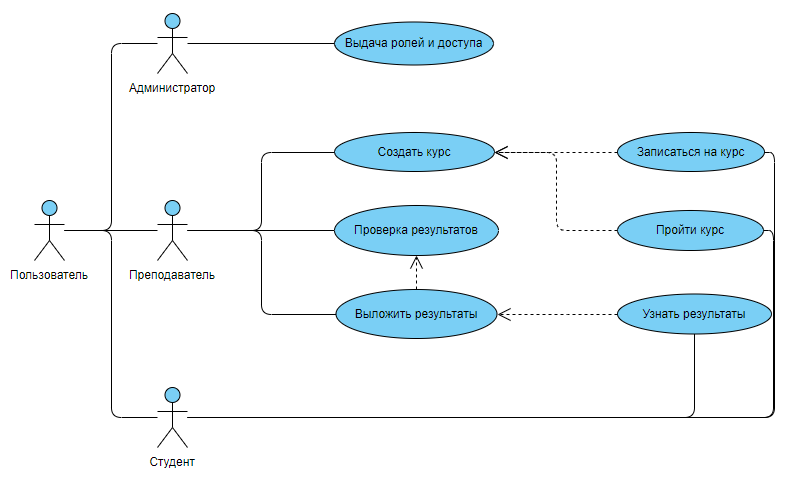 Выдача ролей и доступа
Администратор
Создать курс
Записаться на курс
Проверка результатов
Пройти курс
Пользователь
Преподаватель
Выложить результаты
Узнать результаты
Студент